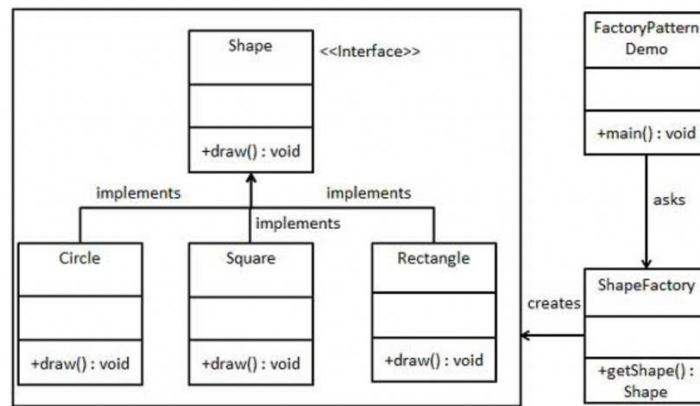 Shape
<<Interface>>
+draw() : void
implements
implements
implements
Circle
+draw() : void
Square
+draw() : void
Rectangle
+draw() : void
FactoryPattern
Demo
+main() : void
asks
ShapeFactory
creates
+getShape() :
Shape